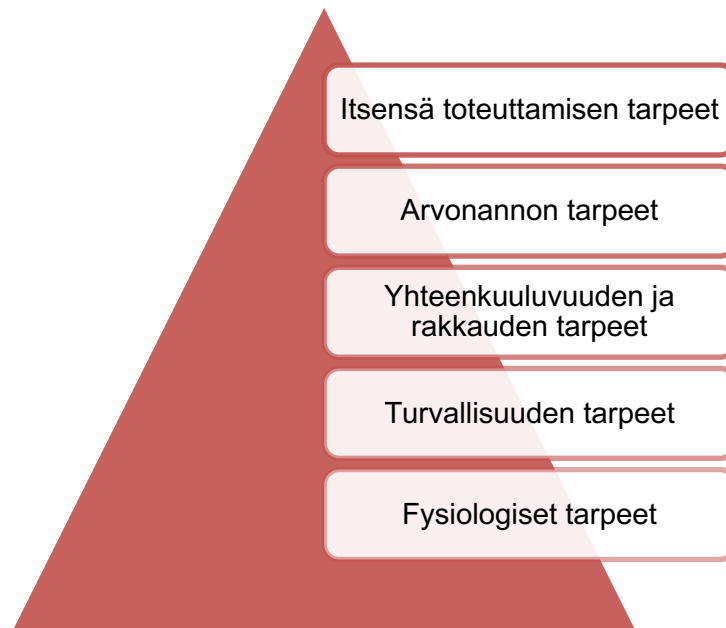 Itsensä toteuttamisen tarpeet
Arvonannon tarpeet
Yhteenkuuluvuuden ja
rakkauden tarpeet
Turvallisuuden tarpeet
Fysiologiset tarpeet